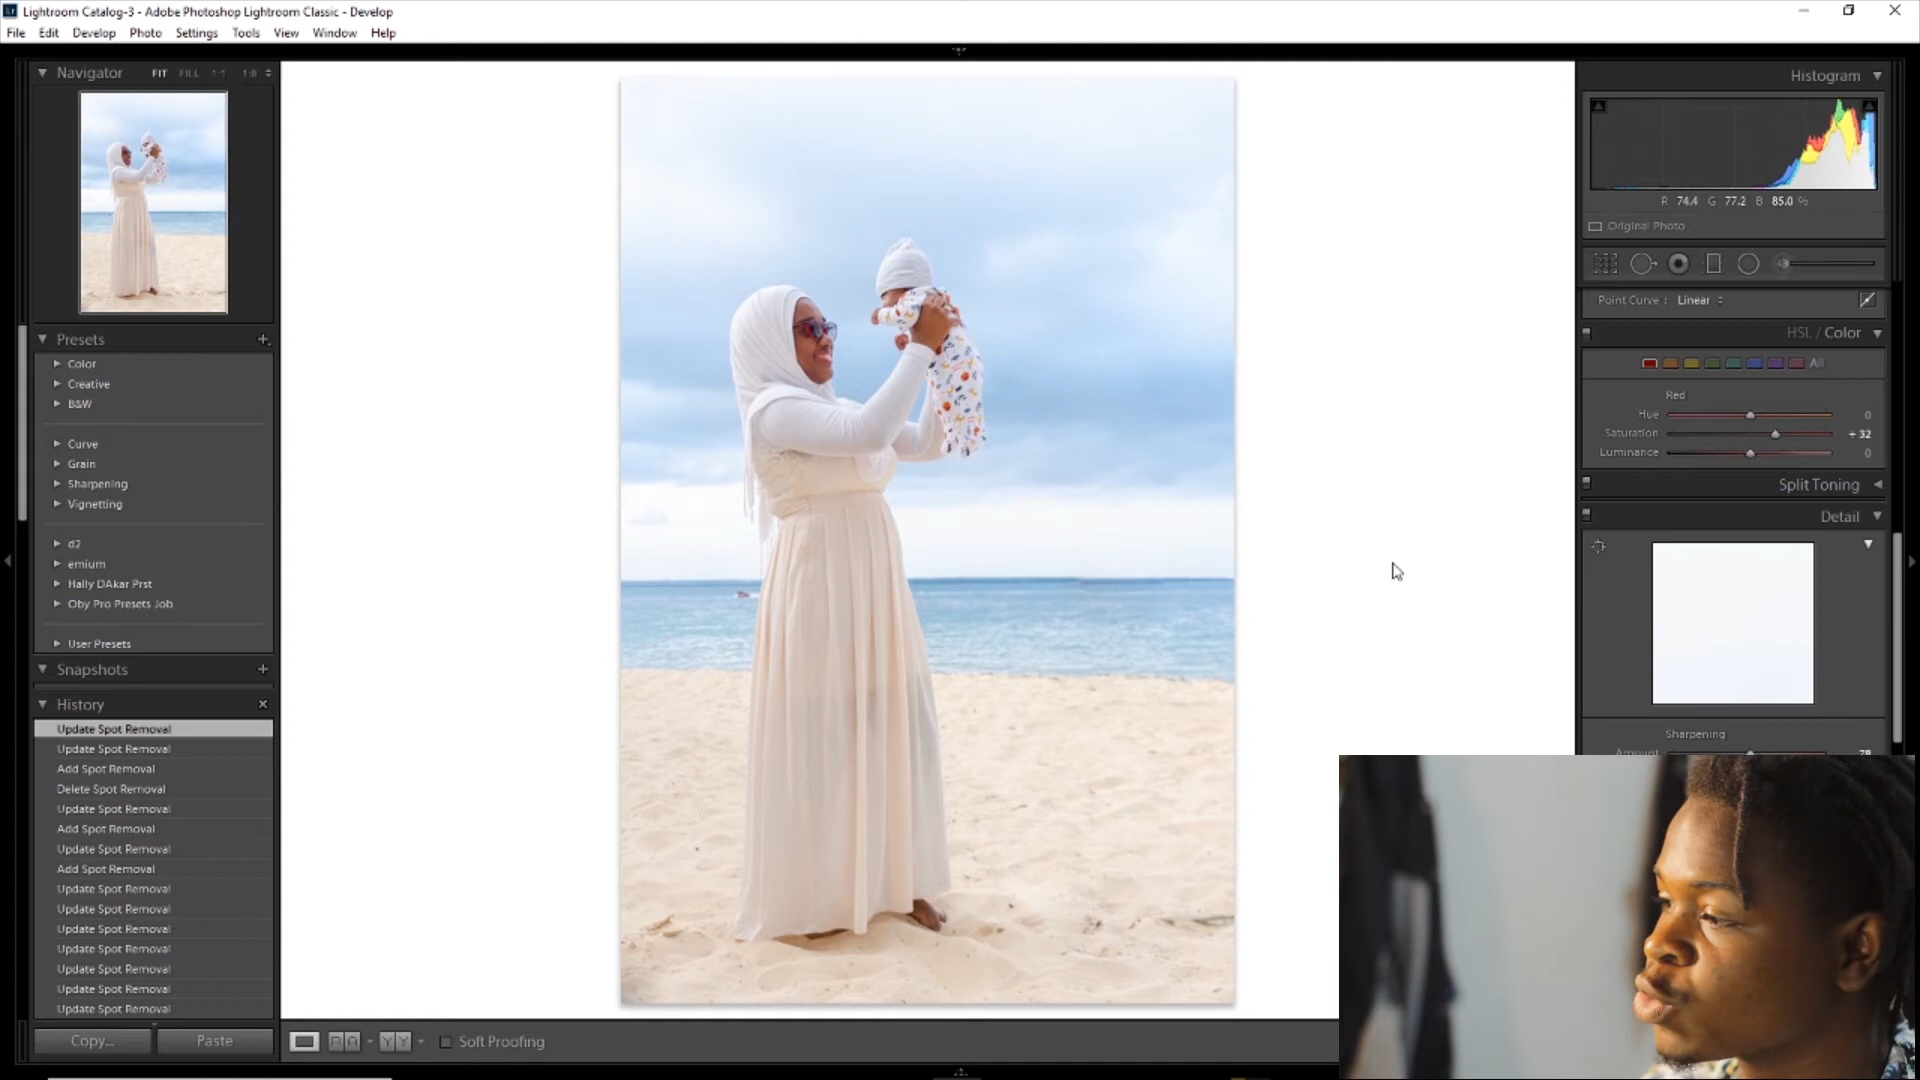 Lightroom Catalog-3 - Adobe Photoshop Lightroom Classic - Develop
File Edit Develop Photo Settings Tools View Window Help
Navigator FIT FILL 1:1 1:8
Presets
Color
Creative
B&W
Curve
Grain
Sharpening
Vignetting
d2
emium
Hally DAkar Prst
Oby Pro Presets Job
User Presets
Snapshots
History
Update Spot Removal
Update Spot Removal
Add Spot Removal
Delete Spot Removal
Update Spot Removal
Add Spot Removal
Update Spot Removal
Add Spot Removal
Update Spot Removal
Update Spot Removal
Update Spot Removal
Update Spot Removal
Update Spot Removal
Update Spot Removal
Update Spot Removal
Copy... Paste
Soft Proofing
Histogram
R 74.4 G 77.2 B 85.0 %
Original Photo
Point Curve : Linear
HSL / Color
All
Red
Hue 0
Saturation + 32
Luminance 0
Split Toning
Detail
Sharpening
Amount 78